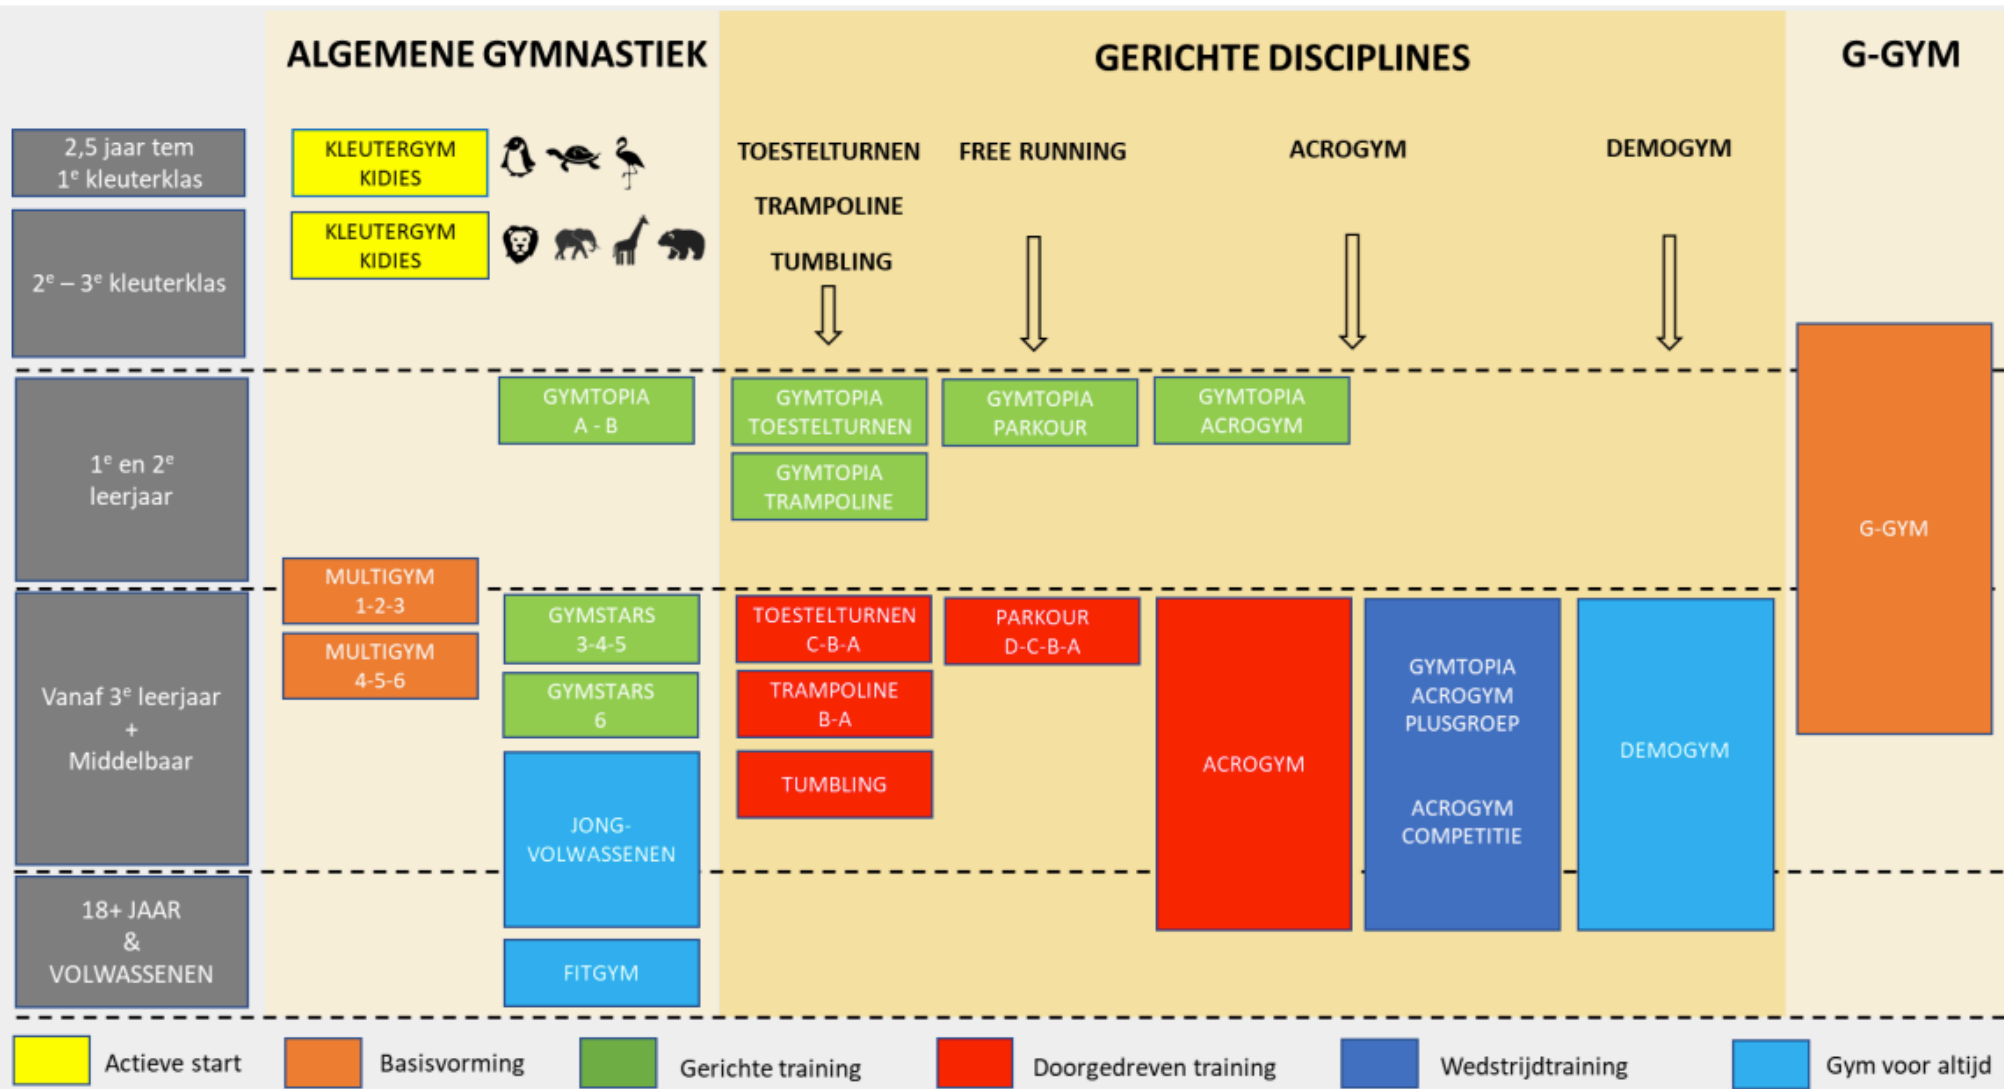 ALGEMENE GYMNASTIEK
GERICHTE DISCIPLINES
G-GYM
2,5 jaar tem
1e kleuterklas
KLEUTERGYM
KIDIES
TOESTELTURNEN
TRAMPOLINE
TUMBLING
FREE RUNNING
ACROGYM
DEMOGYM
2e – 3e kleuterklas
KLEUTERGYM
KIDIES
1e en 2e
leerjaar
GYMTOPIA
A - B
GYMTOPIA
TOESTELTURNEN
GYMTOPIA
TRAMPOLINE
GYMTOPIA
PARKOUR
GYMTOPIA
ACROGYM
G-GYM
MULTIGYM
1-2-3
MULTIGYM
4-5-6
Vanaf 3e leerjaar
+
Middelbaar
GYMSTARS
3-4-5
GYMSTARS
6
JONG-
VOLWASSENEN
TOESTELTURNEN
C-B-A
TRAMPOLINE
B-A
TUMBLING
PARKOUR
D-C-B-A
ACROGYM
GYMTOPIA
ACROGYM
PLUSGROEP
ACROGYM
COMPETITIE
DEMOGYM
18+ JAAR
&
VOLWASSENEN
FITGYM
Actieve start
Basisvorming
Gerichte training
Doorgedreven training
Wedstrijdtraining
Gym voor altijd